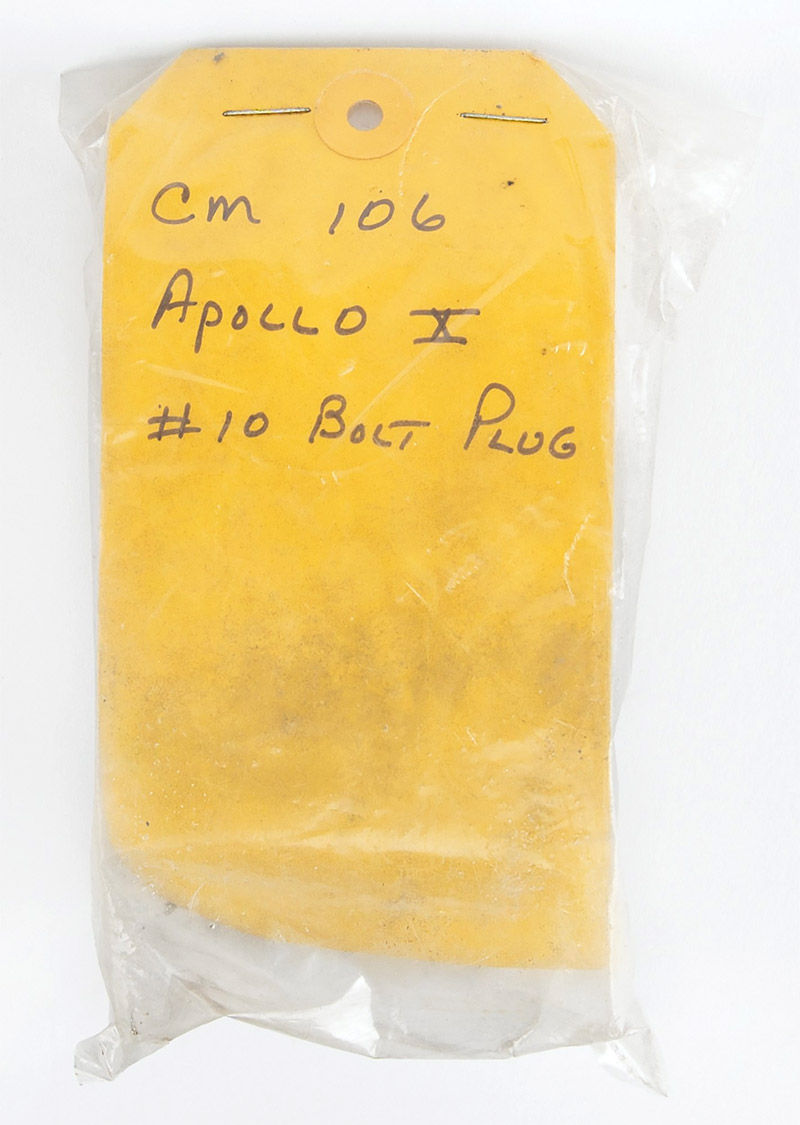 Cm 106
Apollo X
#10 Bolt Plug